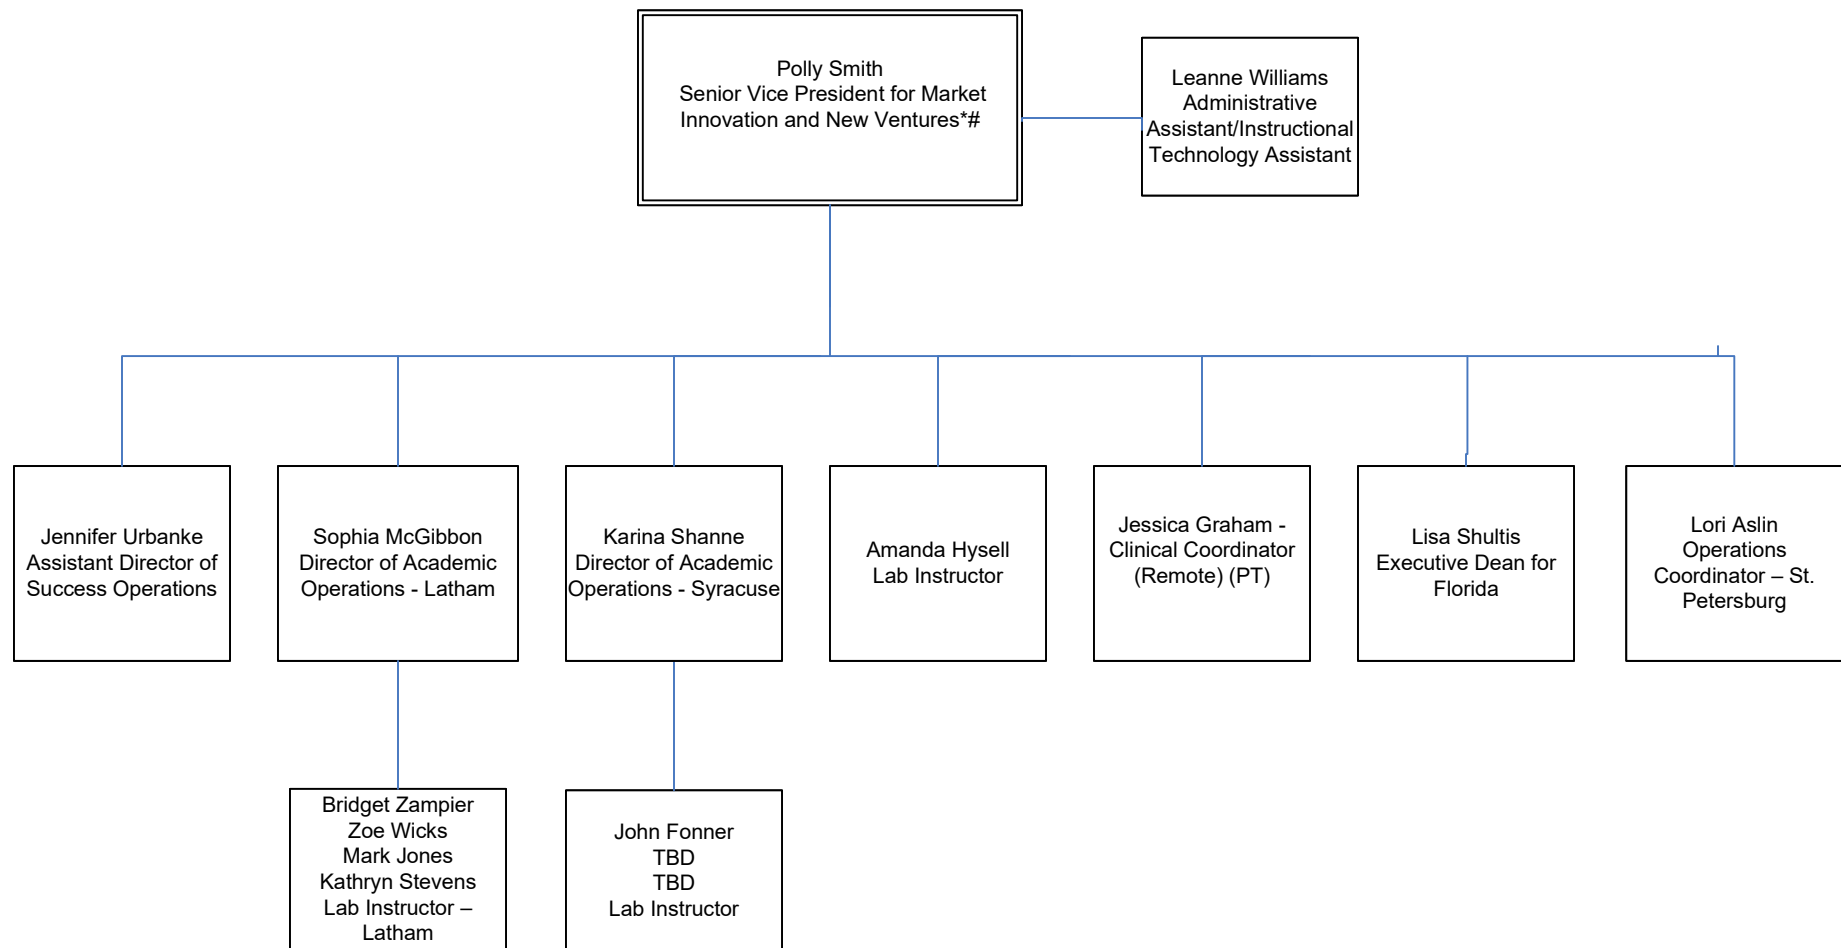 Polly Smith
Senior Vice President for Market
Innovation and New Ventures*#
Leanne Williams
Administrative
Assistant/Instructional
Technology Assistant
Jennifer Urbanke
Assistant Director of
Success Operations
Sophia McGibbon
Director of Academic
Operations - Latham
Karina Shanne
Director of Academic
Operations - Syracuse
Amanda Hysell
Lab Instructor
Jessica Graham -
Clinical Coordinator
(Remote) (PT)
Lisa Shultis
Executive Dean for
Florida
Lori Aslin
Operations
Coordinator – St.
Petersburg
Bridget Zampier
Zoe Wicks
Mark Jones
Kathryn Stevens
Lab Instructor –
Latham
John Fonner
TBD
TBD
Lab Instructor